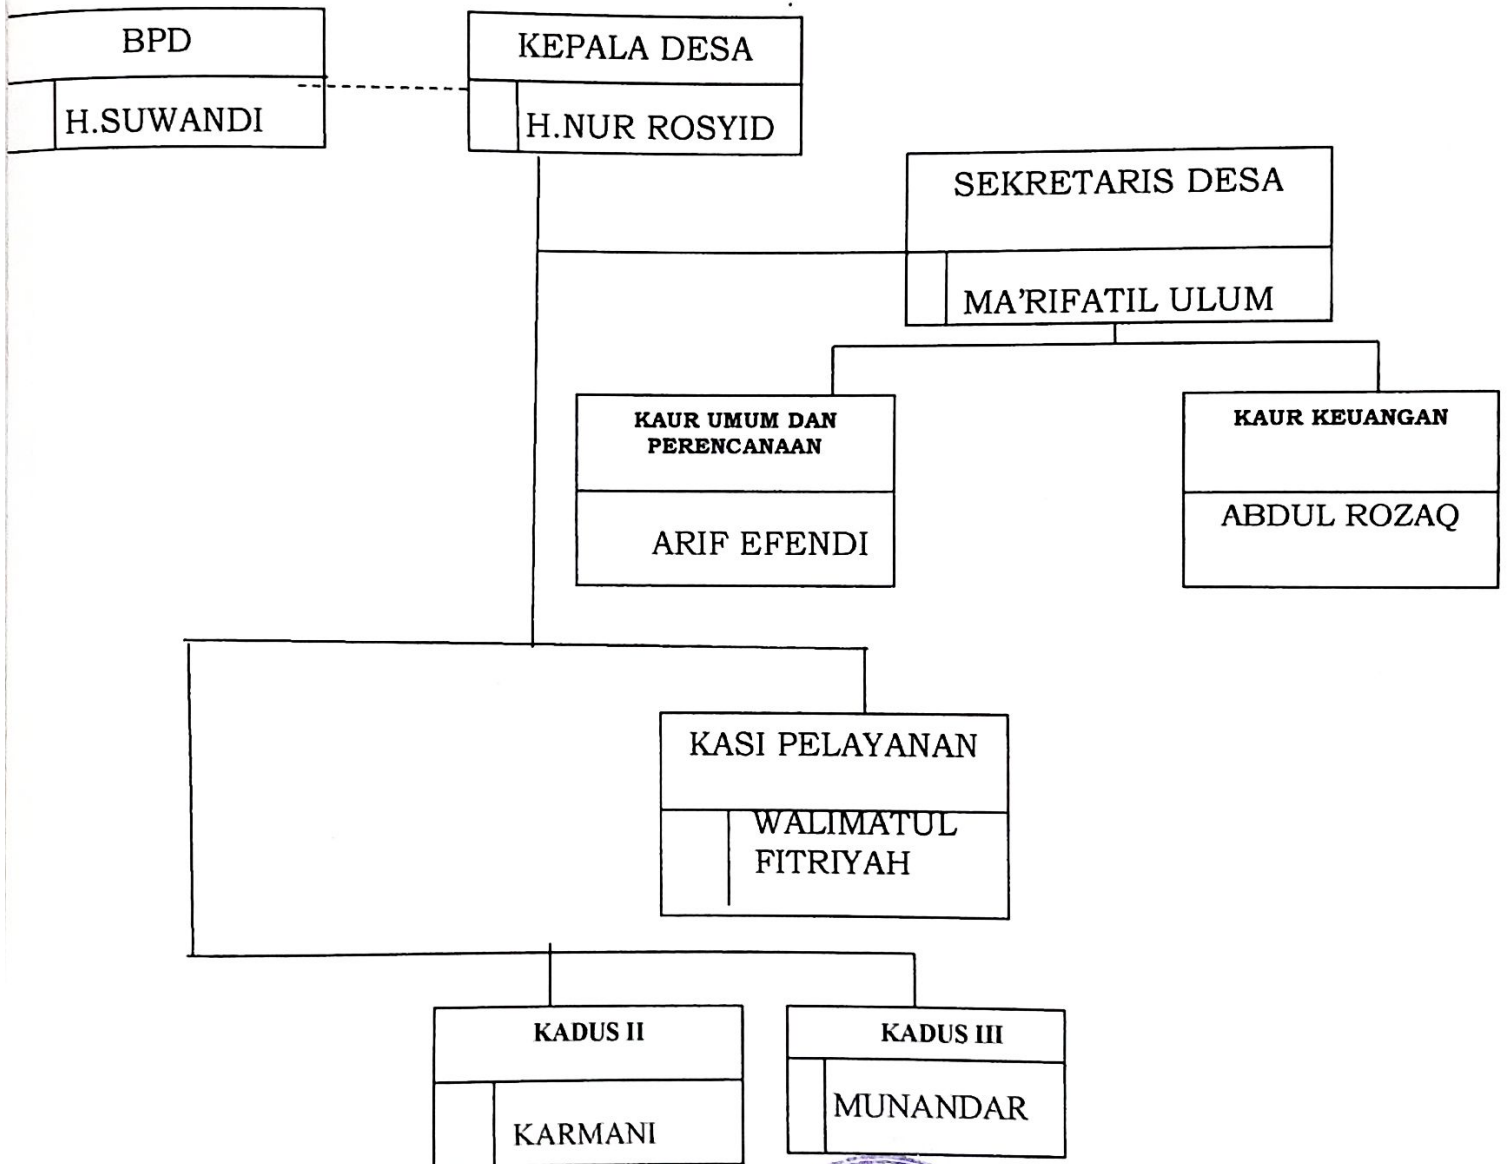 BPD
H.SUWANDI
KEPALA DESA
H.NUR ROSYID
SEKRETARIS DESA
MA'RIFATIL ULUM
KAUR UMUM DAN
PERENCANAAN
ARIF EFENDI
KAUR KEUANGAN
ABDUL ROZAQ
KASI PELAYANAN
WALIMATUL
FITRIYAH
KADUS II
KARMANI
KADUS III
MUNANDAR